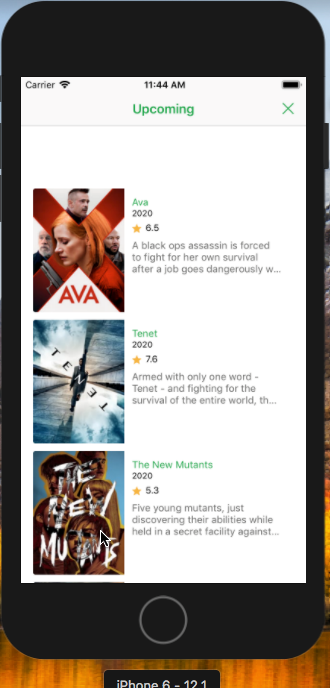 Carrier 11:44 AM
Upcoming
AVA
Ava
2020
6.5
A black ops assassin is forced
to fight for her own survival
after a job goes dangerously w...
TENET
Tenet
2020
7.6
Armed with only one word -
Tenet - and fighting for the
survival of the entire world, th...
THE
NEW
MUTANTS
The New Mutants
2020
5.3
Five young mutants, just
discovering their abilities while
held in a secret facility against...
iPhone 6 - 12.1